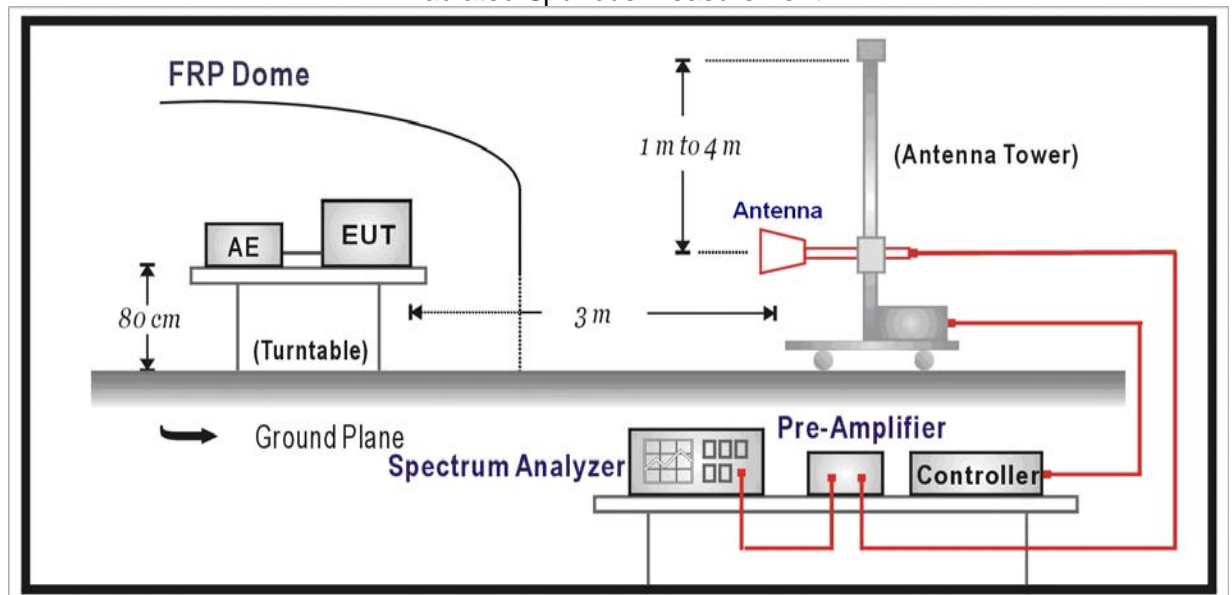 FRP Dome
1 m to 4 m
(Antenna Tower)
Antenna
AE
EUT
80 cm
3 m
(Turntable)
Ground Plane
Pre-Amplifier
Spectrum Analyzer
Controller